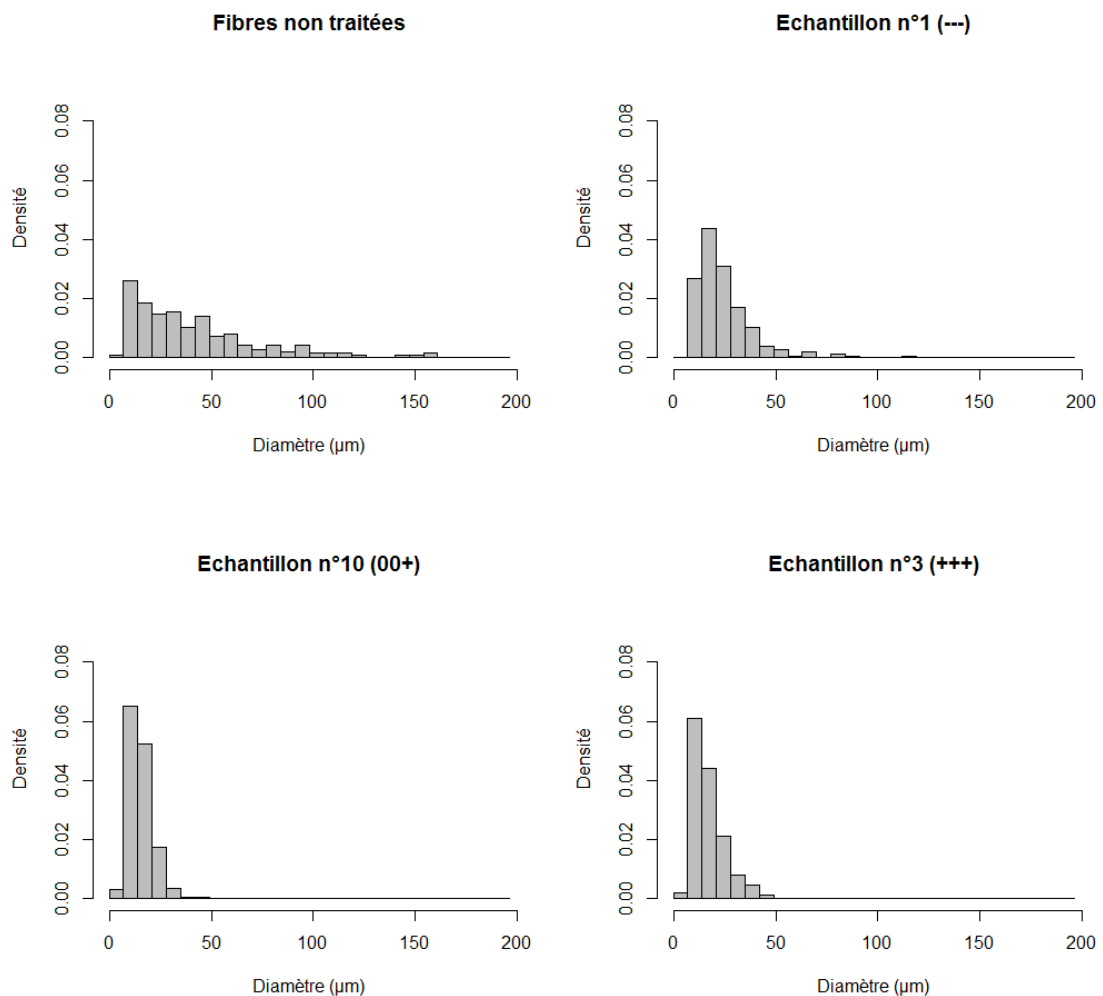 Fibres non traitées
0.08
0.06
0.04
0.02
0.00
Densité
0 50 100 150 200
Diamètre (µm)
Echantillon n°1 (---)
0.08
0.06
0.04
0.02
0.00
Densité
0 50 100 150 200
Diamètre (µm)
Echantillon n°10 (00+)
0.08
0.06
0.04
0.02
0.00
Densité
0 50 100 150 200
Diamètre (µm)
Echantillon n°3 (+++)
0.08
0.06
0.04
0.02
0.00
Densité
0 50 100 150 200
Diamètre (µm)